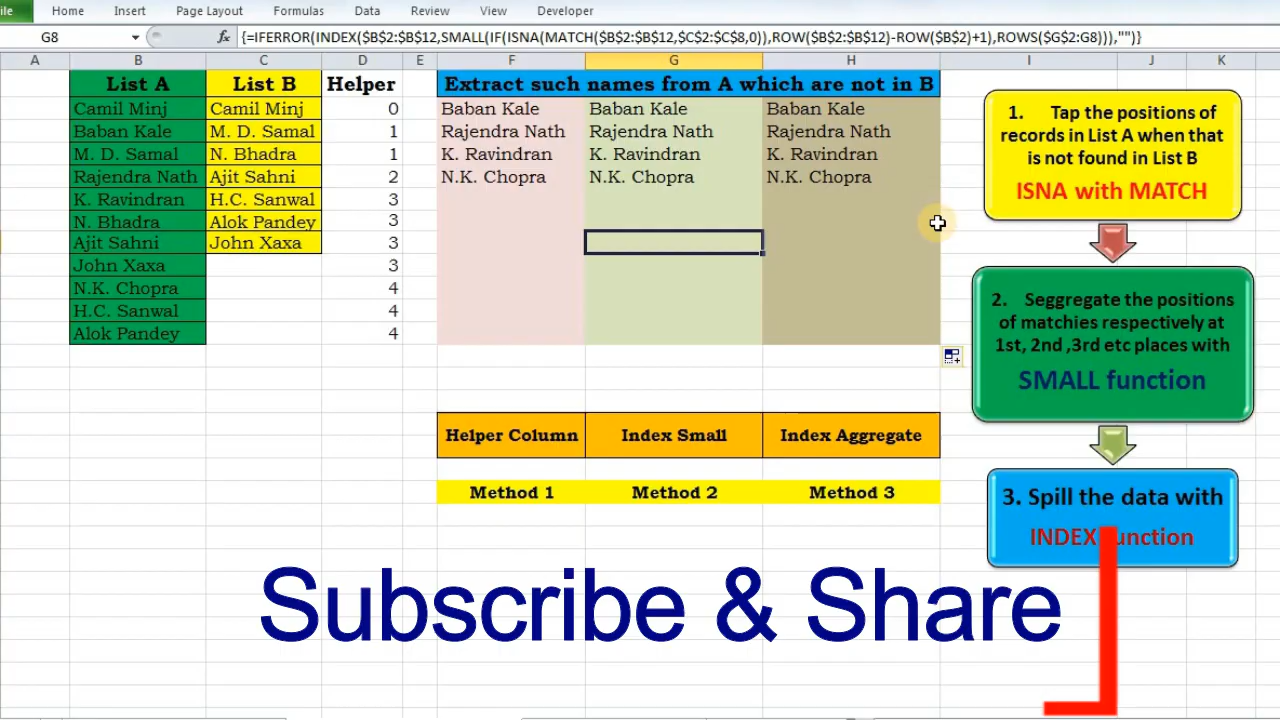 ile Home Insert Page Layout Formulas Data Review View Developer
G8 fx {=IFERROR(INDEX($B$2:$B$12,SMALL(IF(ISNA(MATCH($B$2:$B$12,$C$2:$C$8,0)),ROW($B$2:$B$12)-ROW($B$2)+1),ROWS($G$2:G8))),"")}
A B C D E F G H I J K
List A List B Helper Extract such names from A which are not in B
Camil Minj Camil Minj 0 Baban Kale Baban Kale Baban Kale
Baban Kale M. D. Samal 1 Rajendra Nath Rajendra Nath Rajendra Nath
M. D. Samal N. Bhadra 1 K. Ravindran K. Ravindran K. Ravindran
Rajendra Nath Ajit Sahni 2 N.K. Chopra N.K. Chopra N.K. Chopra
K. Ravindran H.C. Sanwal 3
N. Bhadra Alok Pandey 3
Ajit Sahni John Xaxa 3
John Xaxa 3
N.K. Chopra 4
H.C. Sanwal 4
Alok Pandey 4
Helper Column Index Small Index Aggregate
Method 1 Method 2 Method 3
1. Tap the positions of
records in List A when that
is not found in List B
ISNA with MATCH
2. Seggregate the positions
of matchies respectively at
1st, 2nd ,3rd etc places with
SMALL function
3. Spill the data with
INDEX function
Subscribe & Share